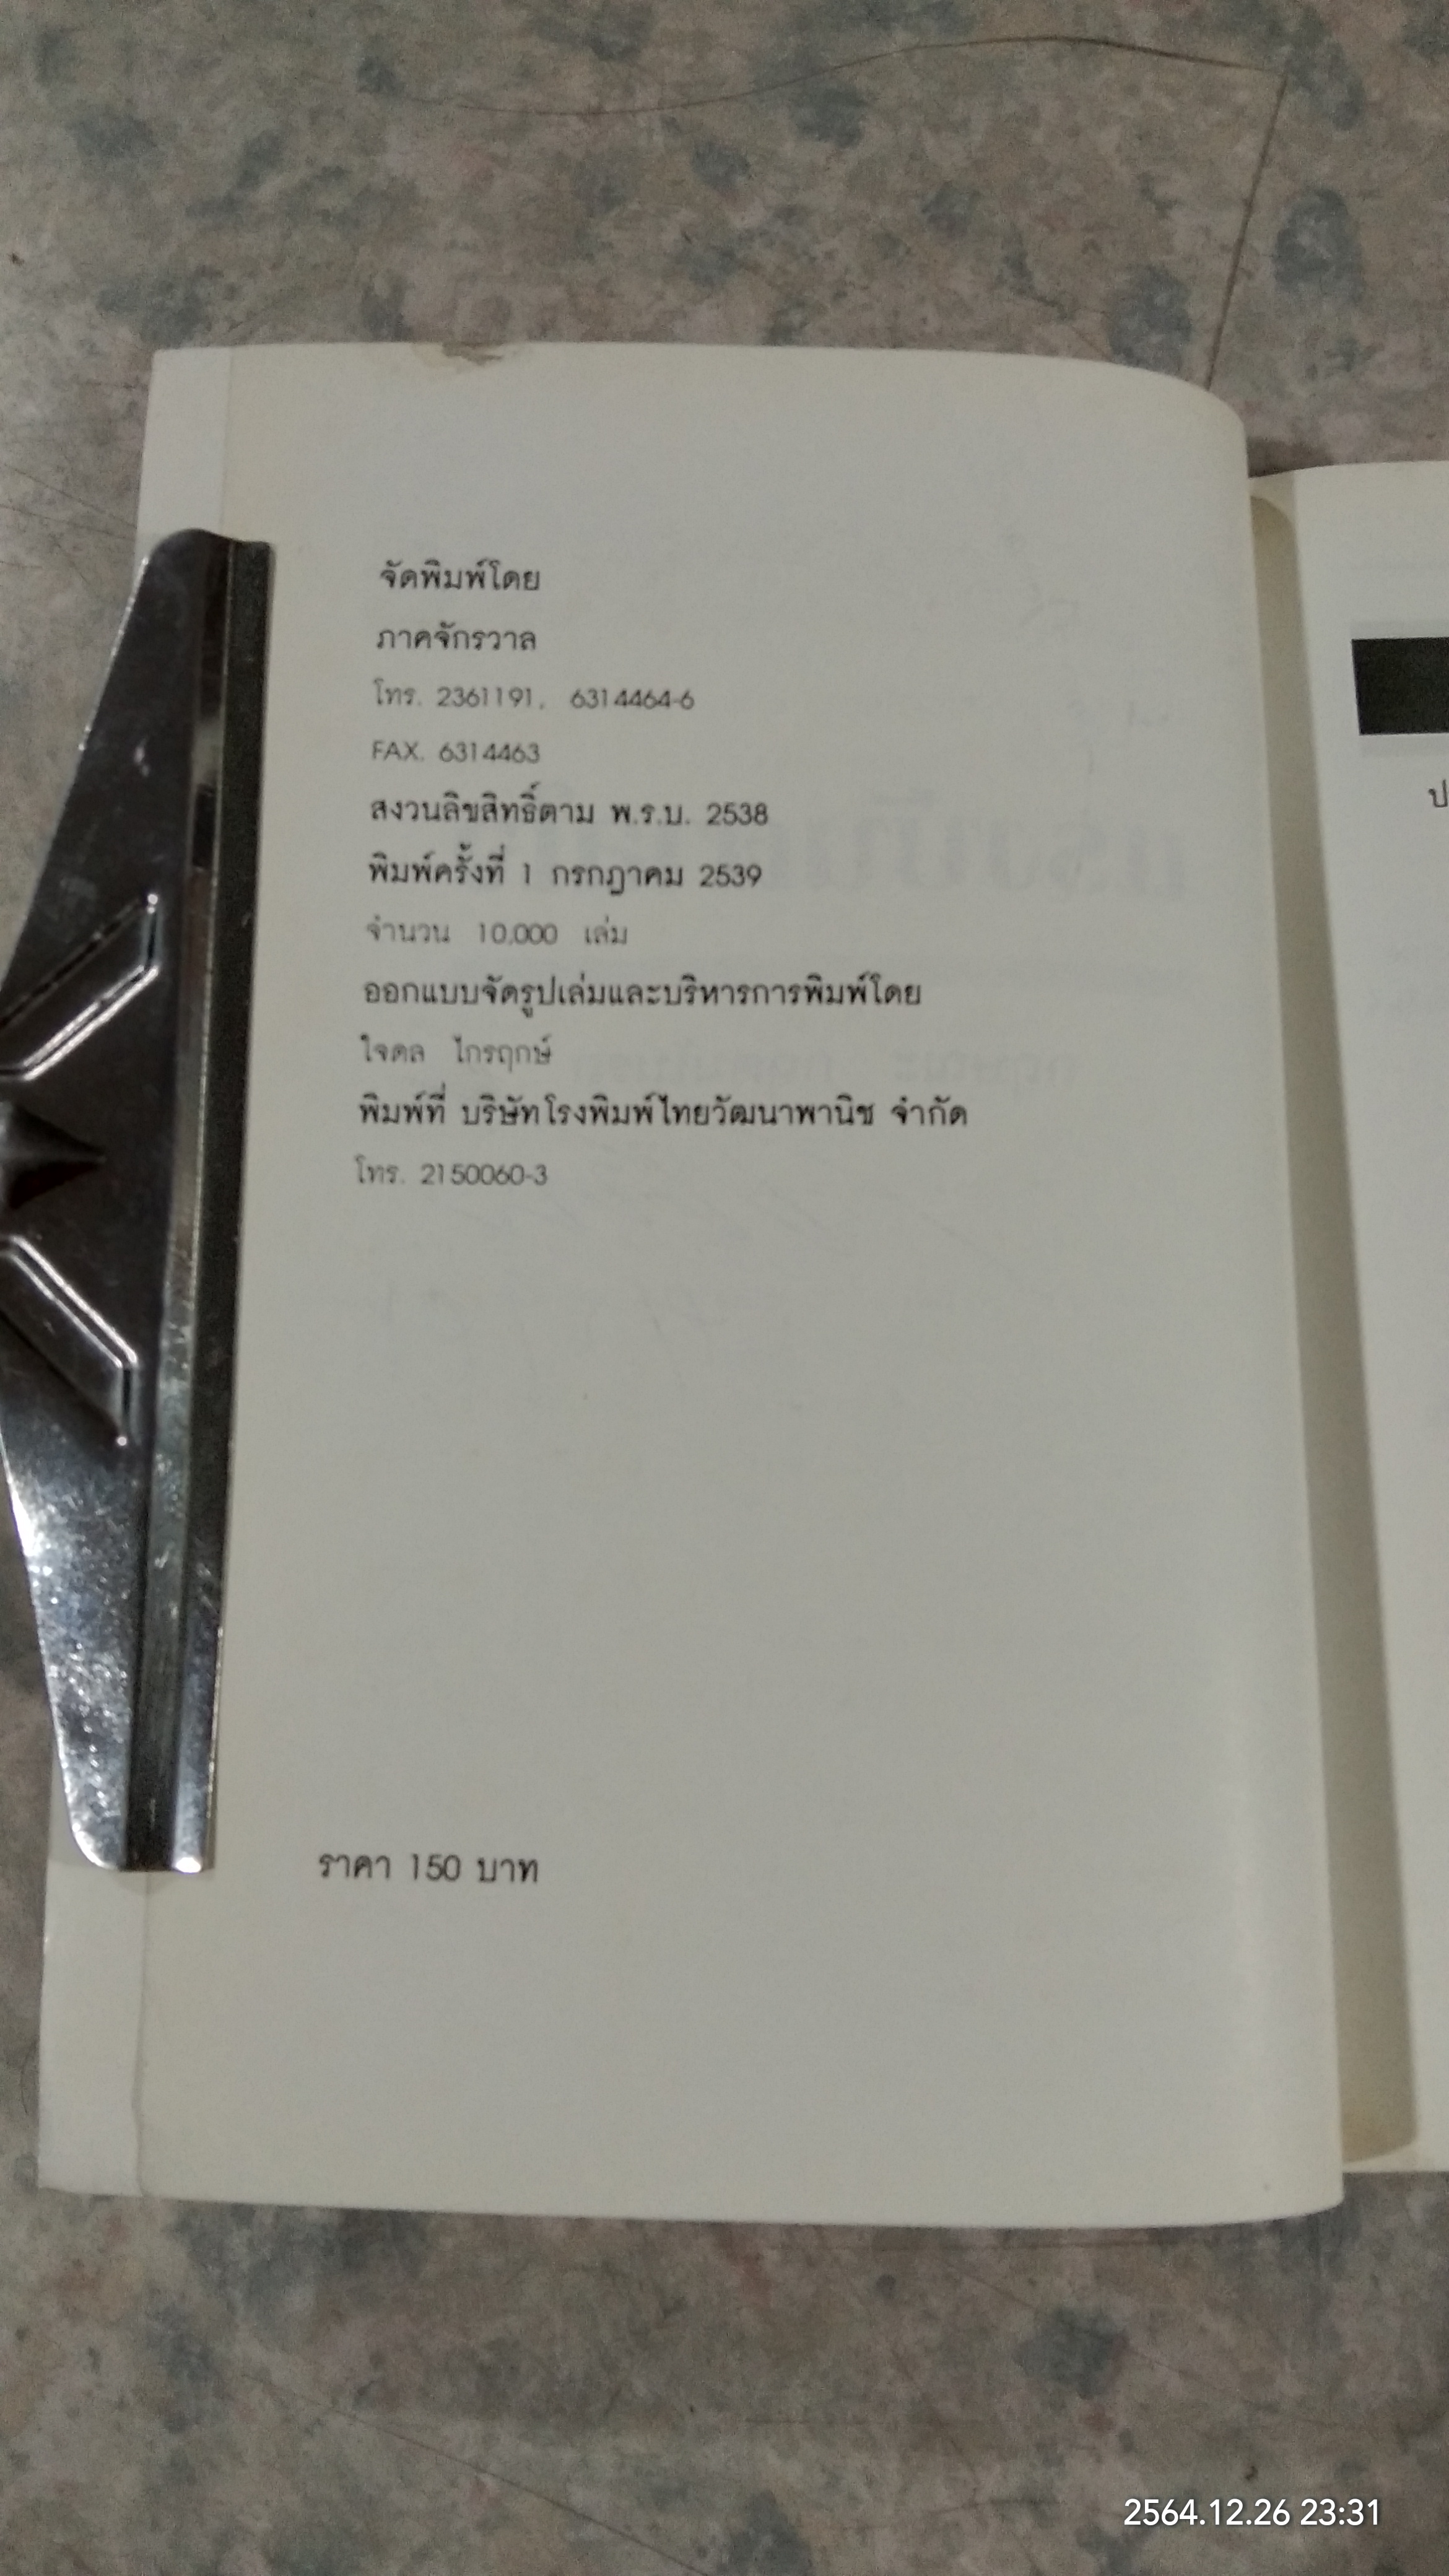 จัดพิมพ์โดย
ภาคจักรวาล
โทร. 2361191, 6314464-6
FAX. 6314463
สงวนลิขสิทธิ์ตาม พ.ร.บ. 2538
พิมพ์ครั้งที่ 1 กรกฎาคม 2539
จำนวน 10,000 เล่ม
ออกแบบจัดรูปเล่มและบริหารการพิมพ์โดย
ใจดล ไกรฤกษ์
พิมพ์ที่ บริษัทโรงพิมพ์ไทยวัฒนาพานิช จำกัด
โทร. 2150060-3
ราคา 150 บาท
ป
2564.12.26 23:31